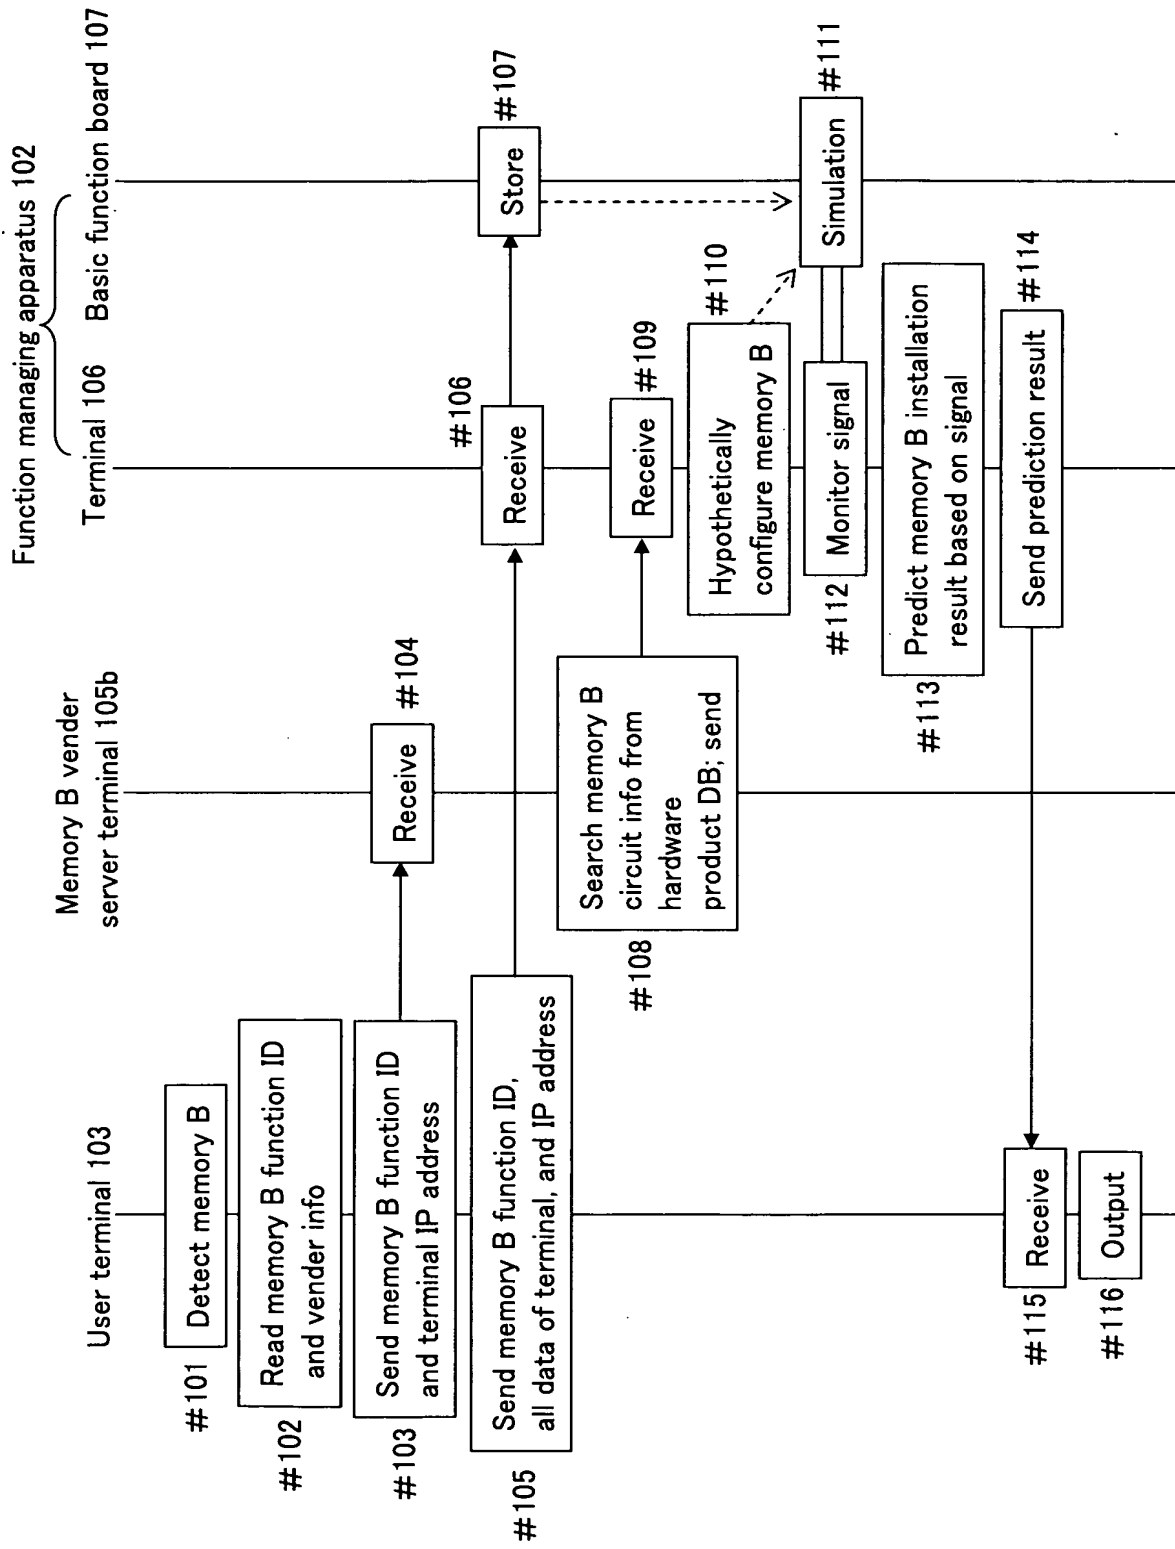 Function managing apparatus 102
User terminal 103
Memory B vender
server terminal 105b
Terminal 106
Basic function board 107
#101
Detect memory B
#102
Read memory B function ID
and vender info
#103
Send memory B function ID
and terminal IP address
#104
Receive
#105
Send memory B function ID,
all data of terminal, and IP address
#106
Receive
#107
Store
#108
Search memory B
circuit info from
hardware
product DB; send
#109
Receive
#110
Hypothetically
configure memory B
#111
Simulation
#112
Monitor signal
#113
Predict memory B installation
result based on signal
#114
Send prediction result
#115
Receive
#116
Output